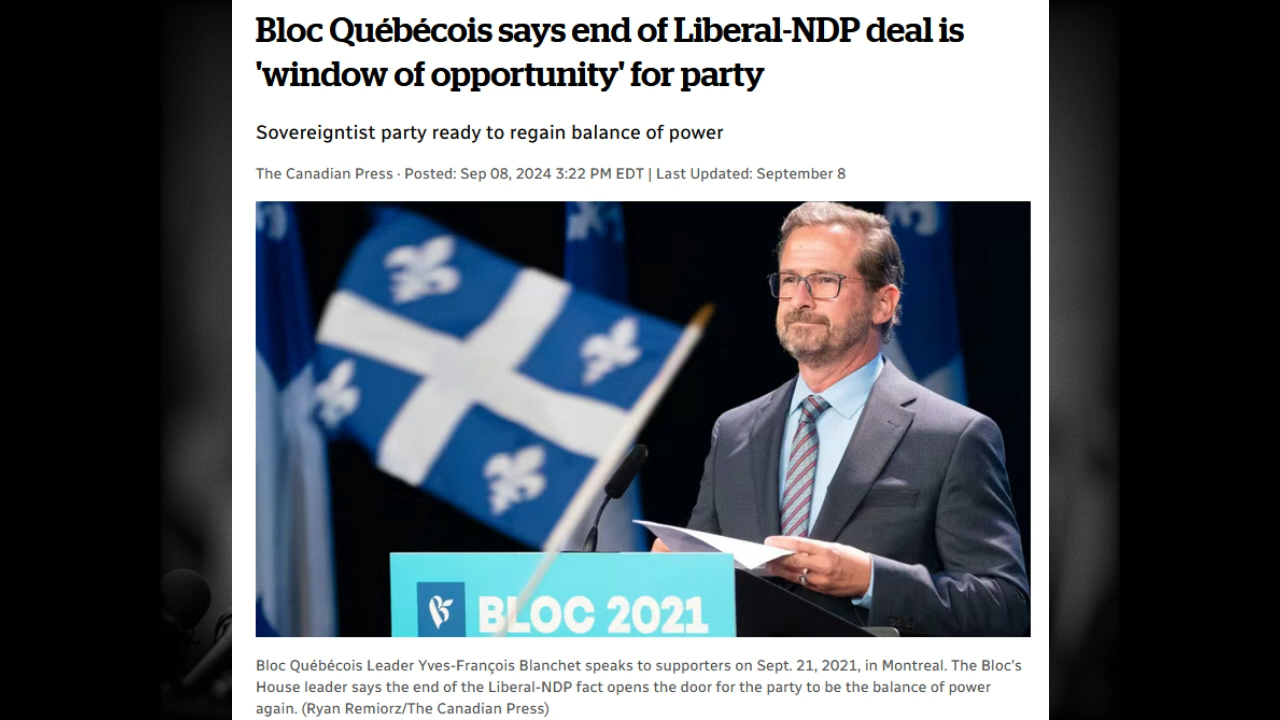 Bloc Québécois says end of Liberal-NDP deal is
'window of opportunity' for party
Sovereigntist party ready to regain balance of power
The Canadian Press · Posted: Sep 08, 2024 3:22 PM EDT | Last Updated: September 8
BLOC 2021
Bloc Québécois Leader Yves-François Blanchet speaks to supporters on Sept. 21, 2021, in Montreal. The Bloc's
House leader says the end of the Liberal-NDP fact opens the door for the party to be the balance of power
again. (Ryan Remiorz/The Canadian Press)